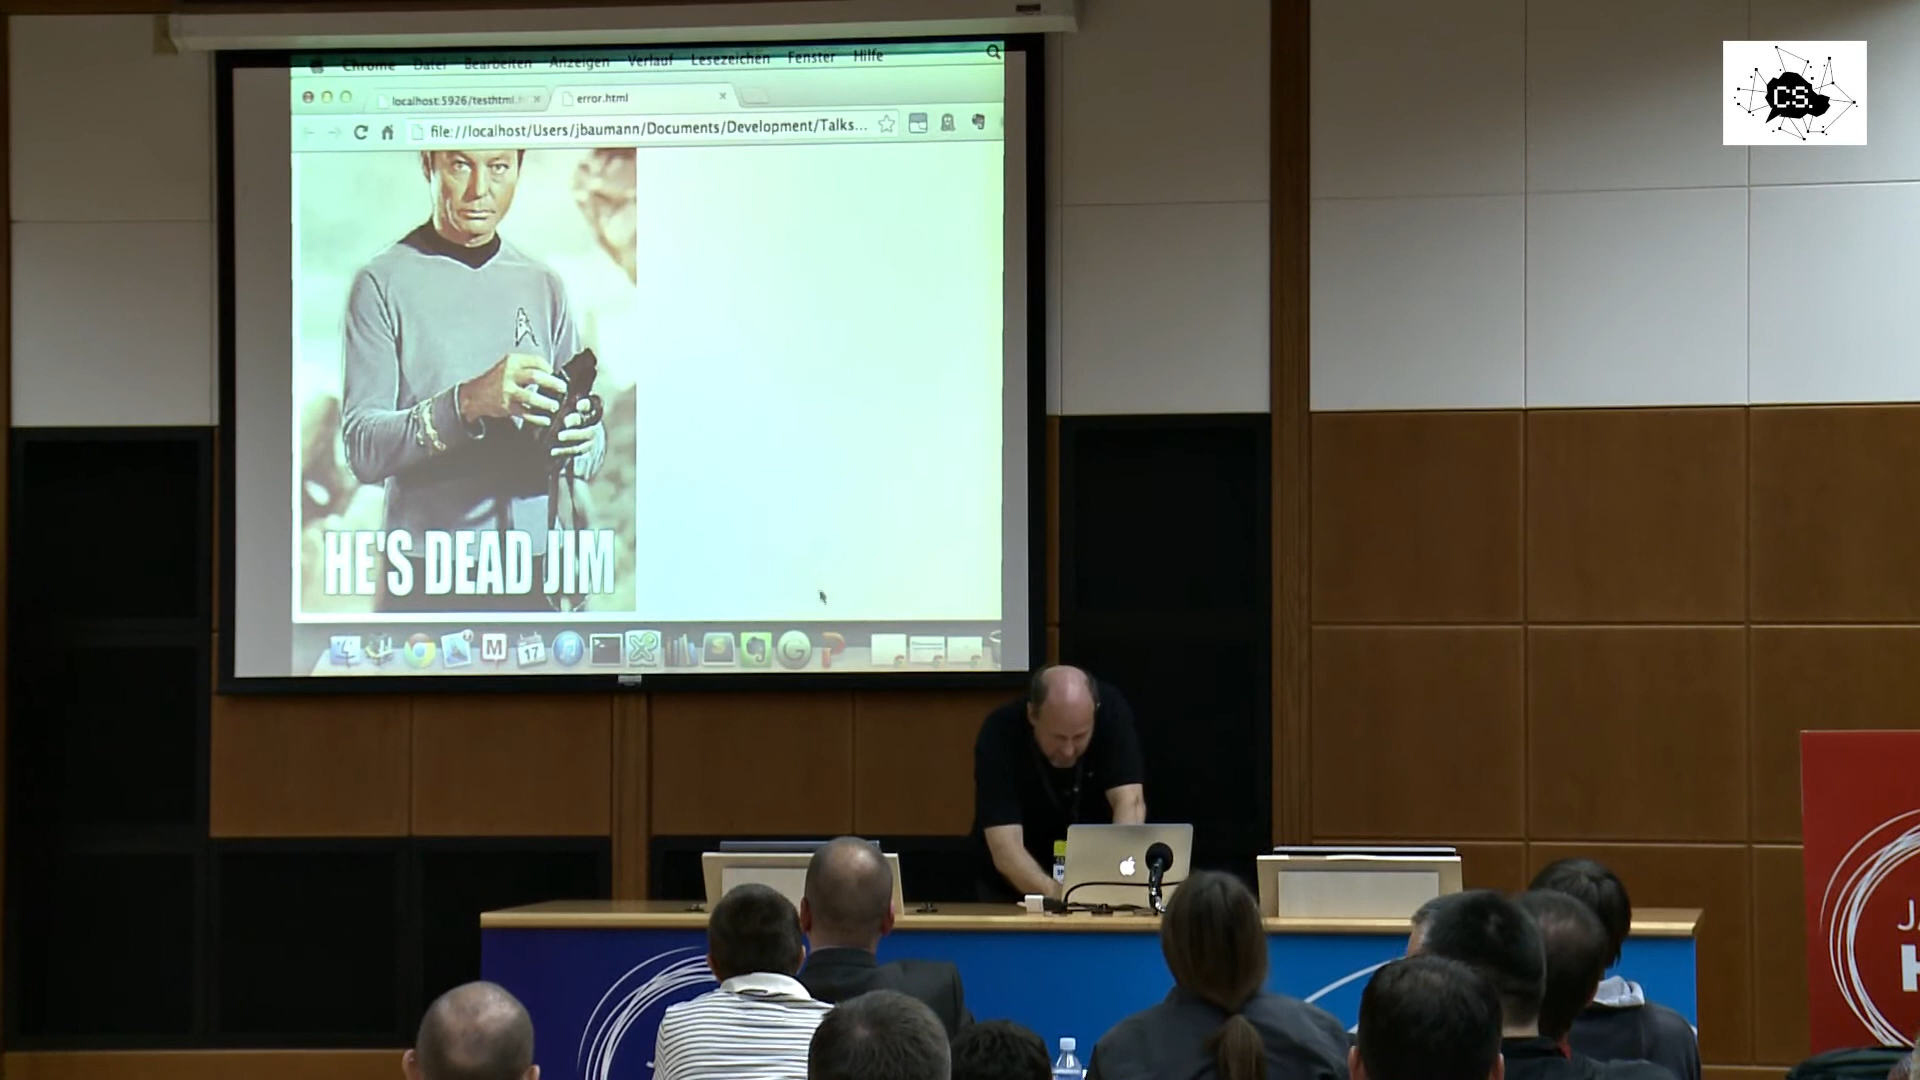 Chrome Datei Bearbeiten Anzeigen Verlauf Lesezeichen Fenster Hilfe
localhost:5926/testhtml.
error.html
file://localhost/Users/jbaumann/Documents/Development/Talks...
HE'S DEAD JIM
M
17
CS.
J
H